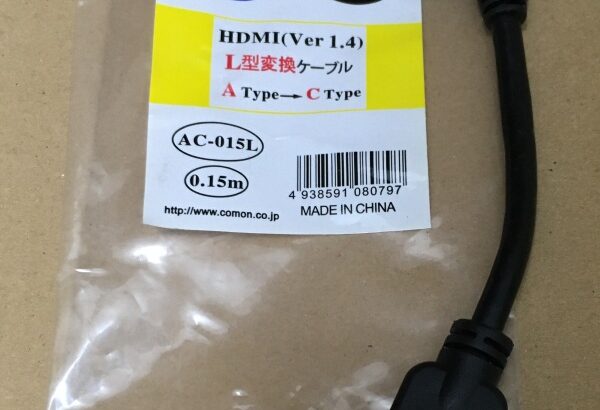 HDMI(Ver 1.4)
L型変換ケーブル
A Type→C Type
AC-015L
0.15m
4 938591 080797
http://www.comon.co.jp
MADE IN CHINA